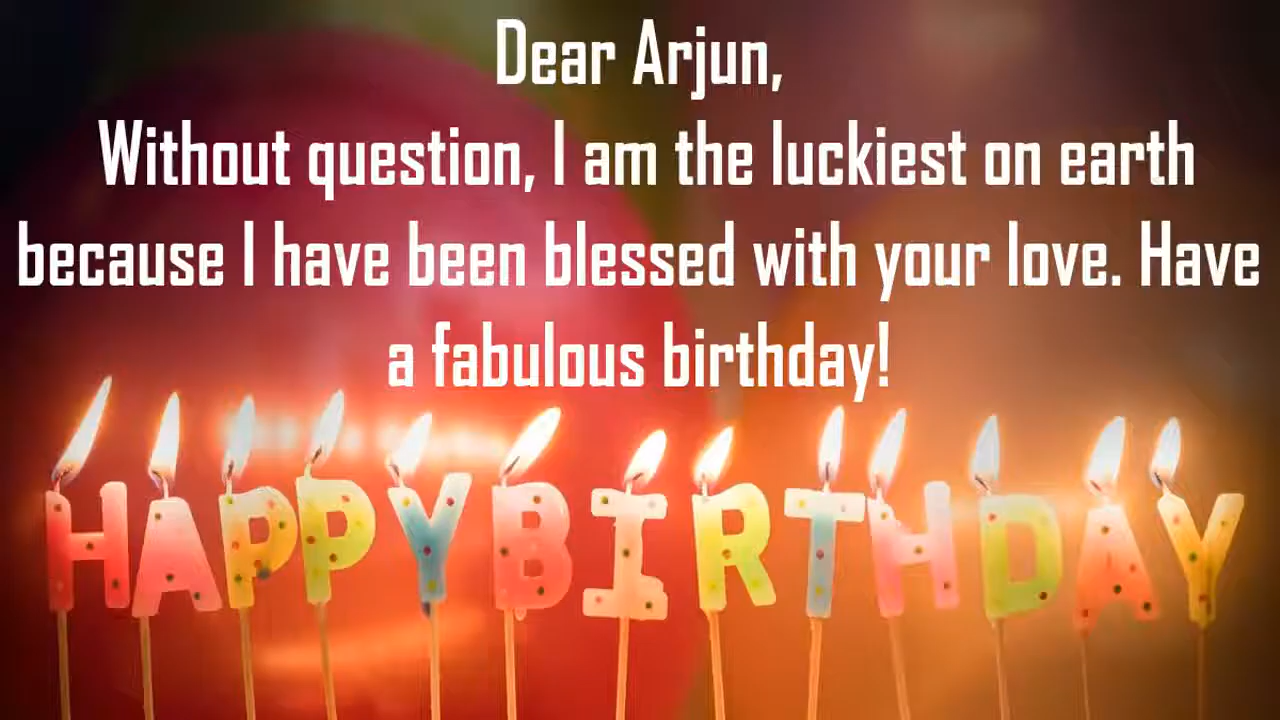 Dear Arjun,
Without question, I am the luckiest on earth
because I have been blessed with your love. Have
a fabulous birthday!
HAPPY BIRTHDAY